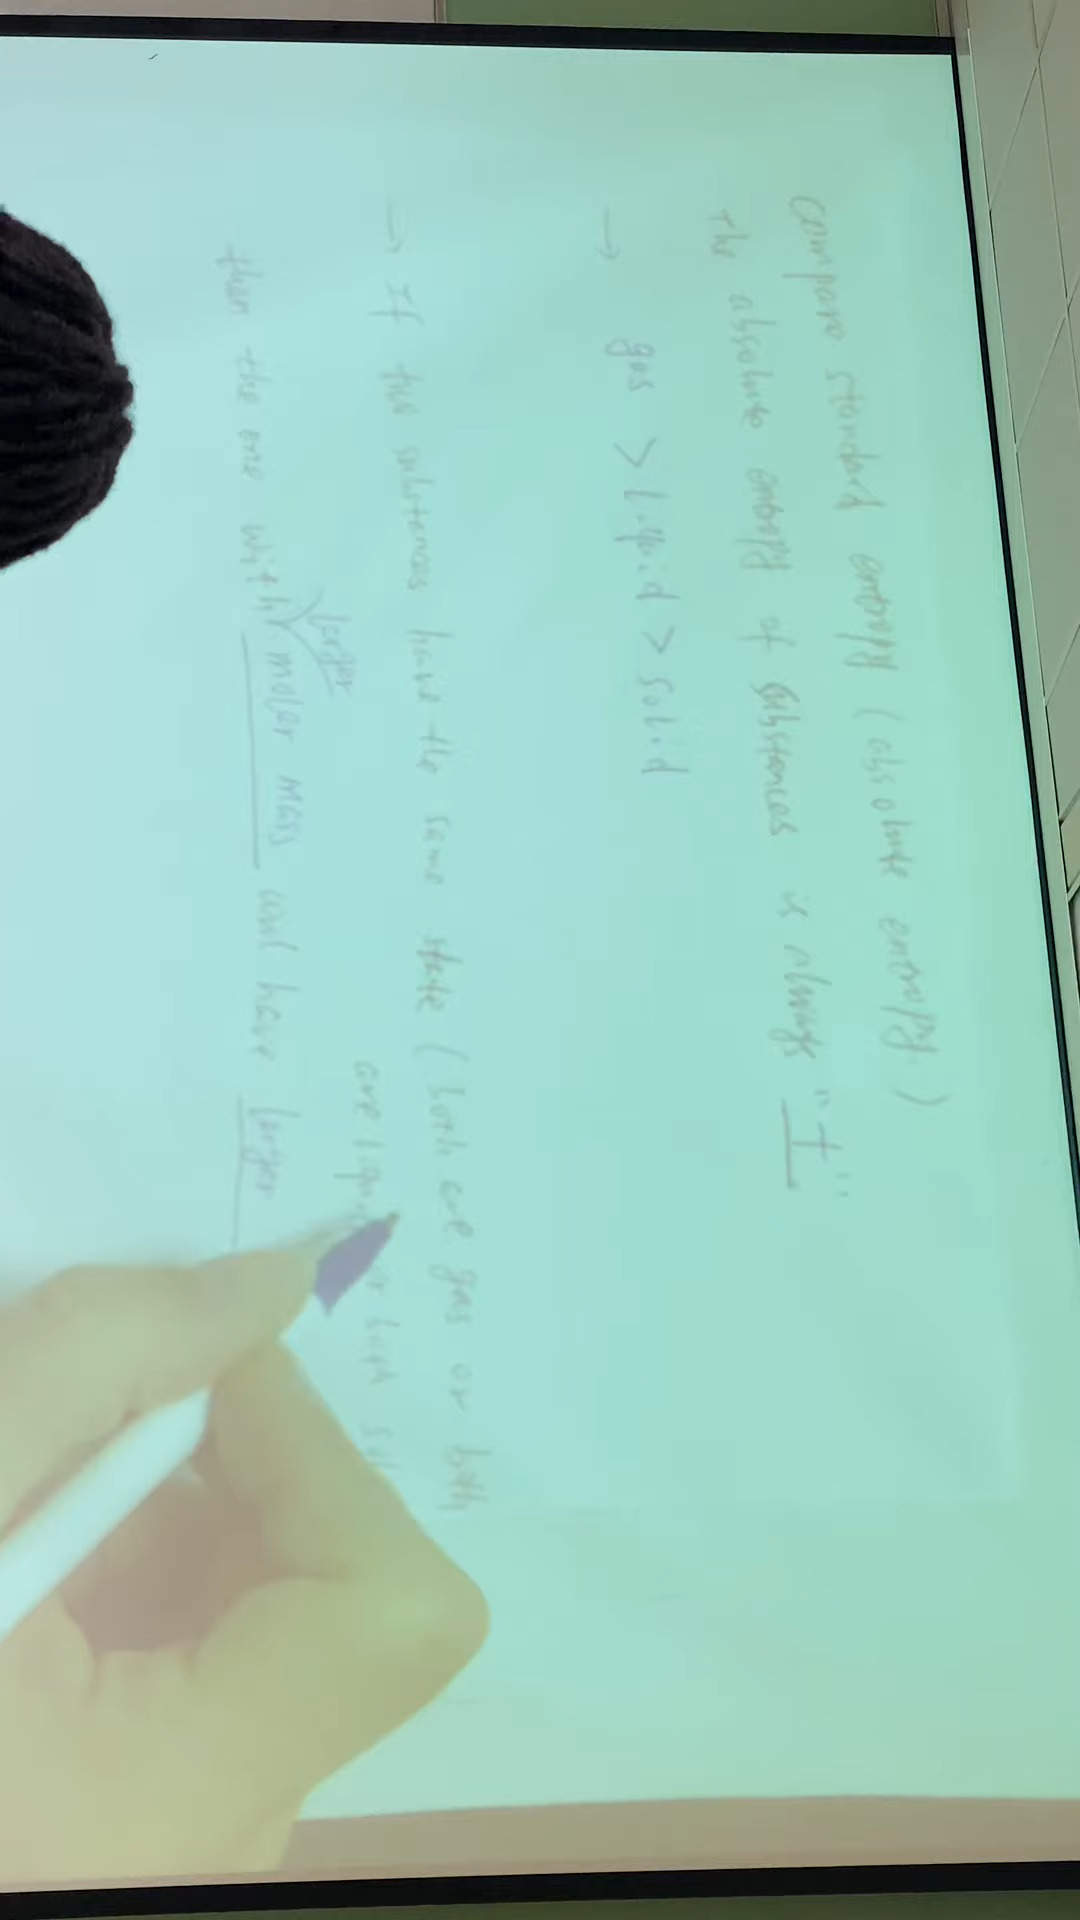 Compare standard entropy (absolute entropy.)
the absolute entropy of substances is always "+"
→ gas > liquid > solid
→ If two substances have the same state (both are gas or both
are liquid or both
larger
then the one with molar mass will have larger